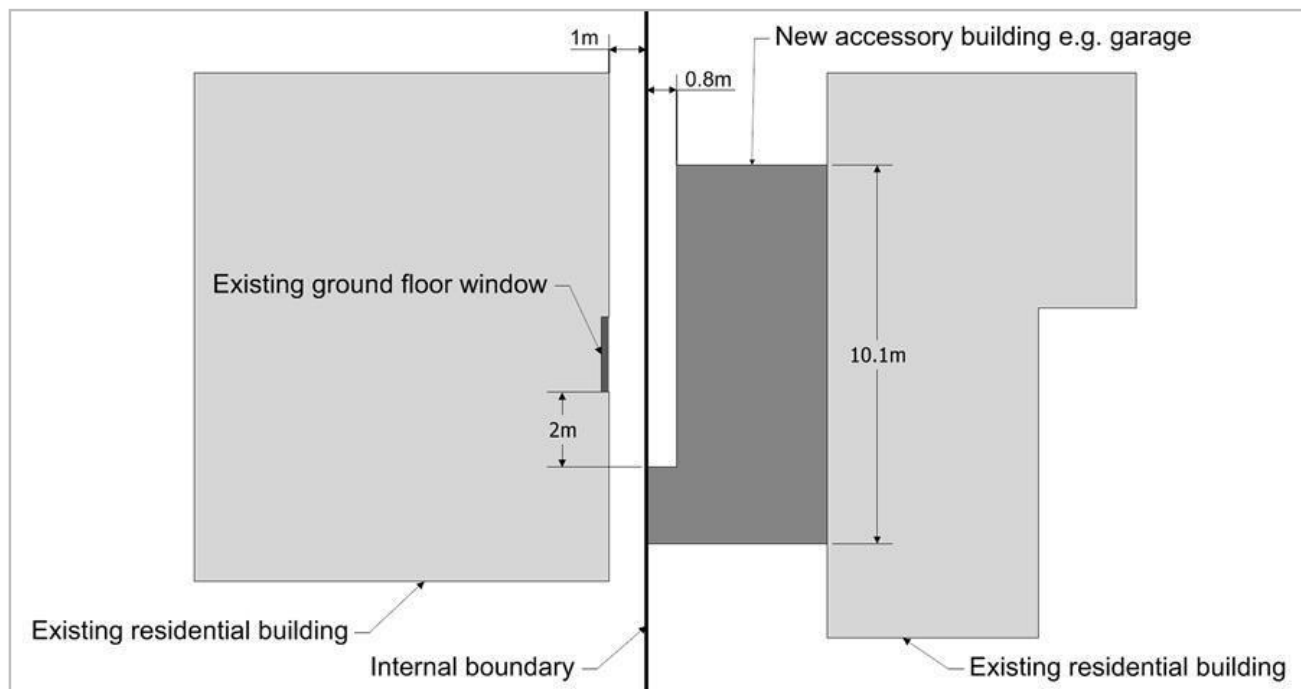 1m
New accessory building e.g. garage
0.8m
Existing ground floor window
10.1m
2m
Existing residential building
Internal boundary
Existing residential building